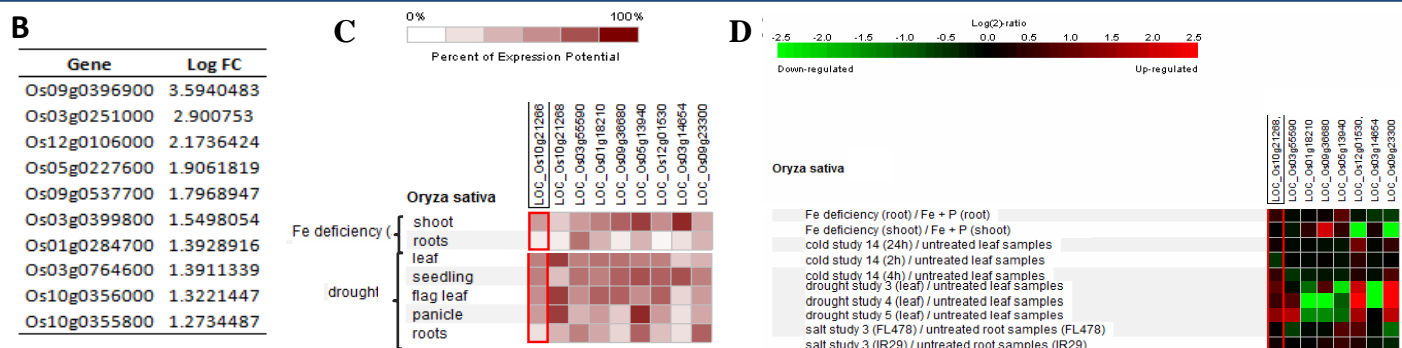 B
Gene Log FC
Os09g0396900 3.5940483
Os03g0251000 2.900753
Os12g0106000 2.1736424
Os05g0227600 1.9061819
Os09g0537700 1.7968947
Os03g0399800 1.5498054
Os01g0284700 1.3928916
Os03g0764600 1.3911339
Os10g0356000 1.3221447
Os10g0355800 1.2734487
C
0% 100%
Percent of Expression Potential
LOC_Os10g21266
LOC_Os10g21268
LOC_Os03g55590
LOC_Os01g18210
LOC_Os09g36680
LOC_Os05g13940
LOC_Os12g01530
LOC_Os03g14654
LOC_Os09g23300
Oryza sativa
Fe deficiency (
shoot
roots
drought
leaf
seedling
flag leaf
panicle
roots
D
Log(2)-ratio
-2.5 -2.0 -1.5 -1.0 -0.5 0.0 0.5 1.0 1.5 2.0 2.5
Down-regulated Up-regulated
LOC_Os10g21268,
LOC_Os03g55590
LOC_Os01g18210
LOC_Os09g36680
LOC_Os05g13940
LOC_Os12g01530,
LOC_Os03g14654
LOC_Os09g23300
Oryza sativa
Fe deficiency (root) / Fe + P (root)
Fe deficiency (shoot) / Fe + P (shoot)
cold study 14 (24h) / untreated leaf samples
cold study 14 (2h) / untreated leaf samples
cold study 14 (4h) / untreated leaf samples
drought study 3 (leaf) / untreated leaf samples
drought study 4 (leaf) / untreated leaf samples
drought study 5 (leaf) / untreated leaf samples
salt study 3 (FL478) / untreated root samples (FL478)
salt study 3 (IR29) / untreated root samples (IR29)